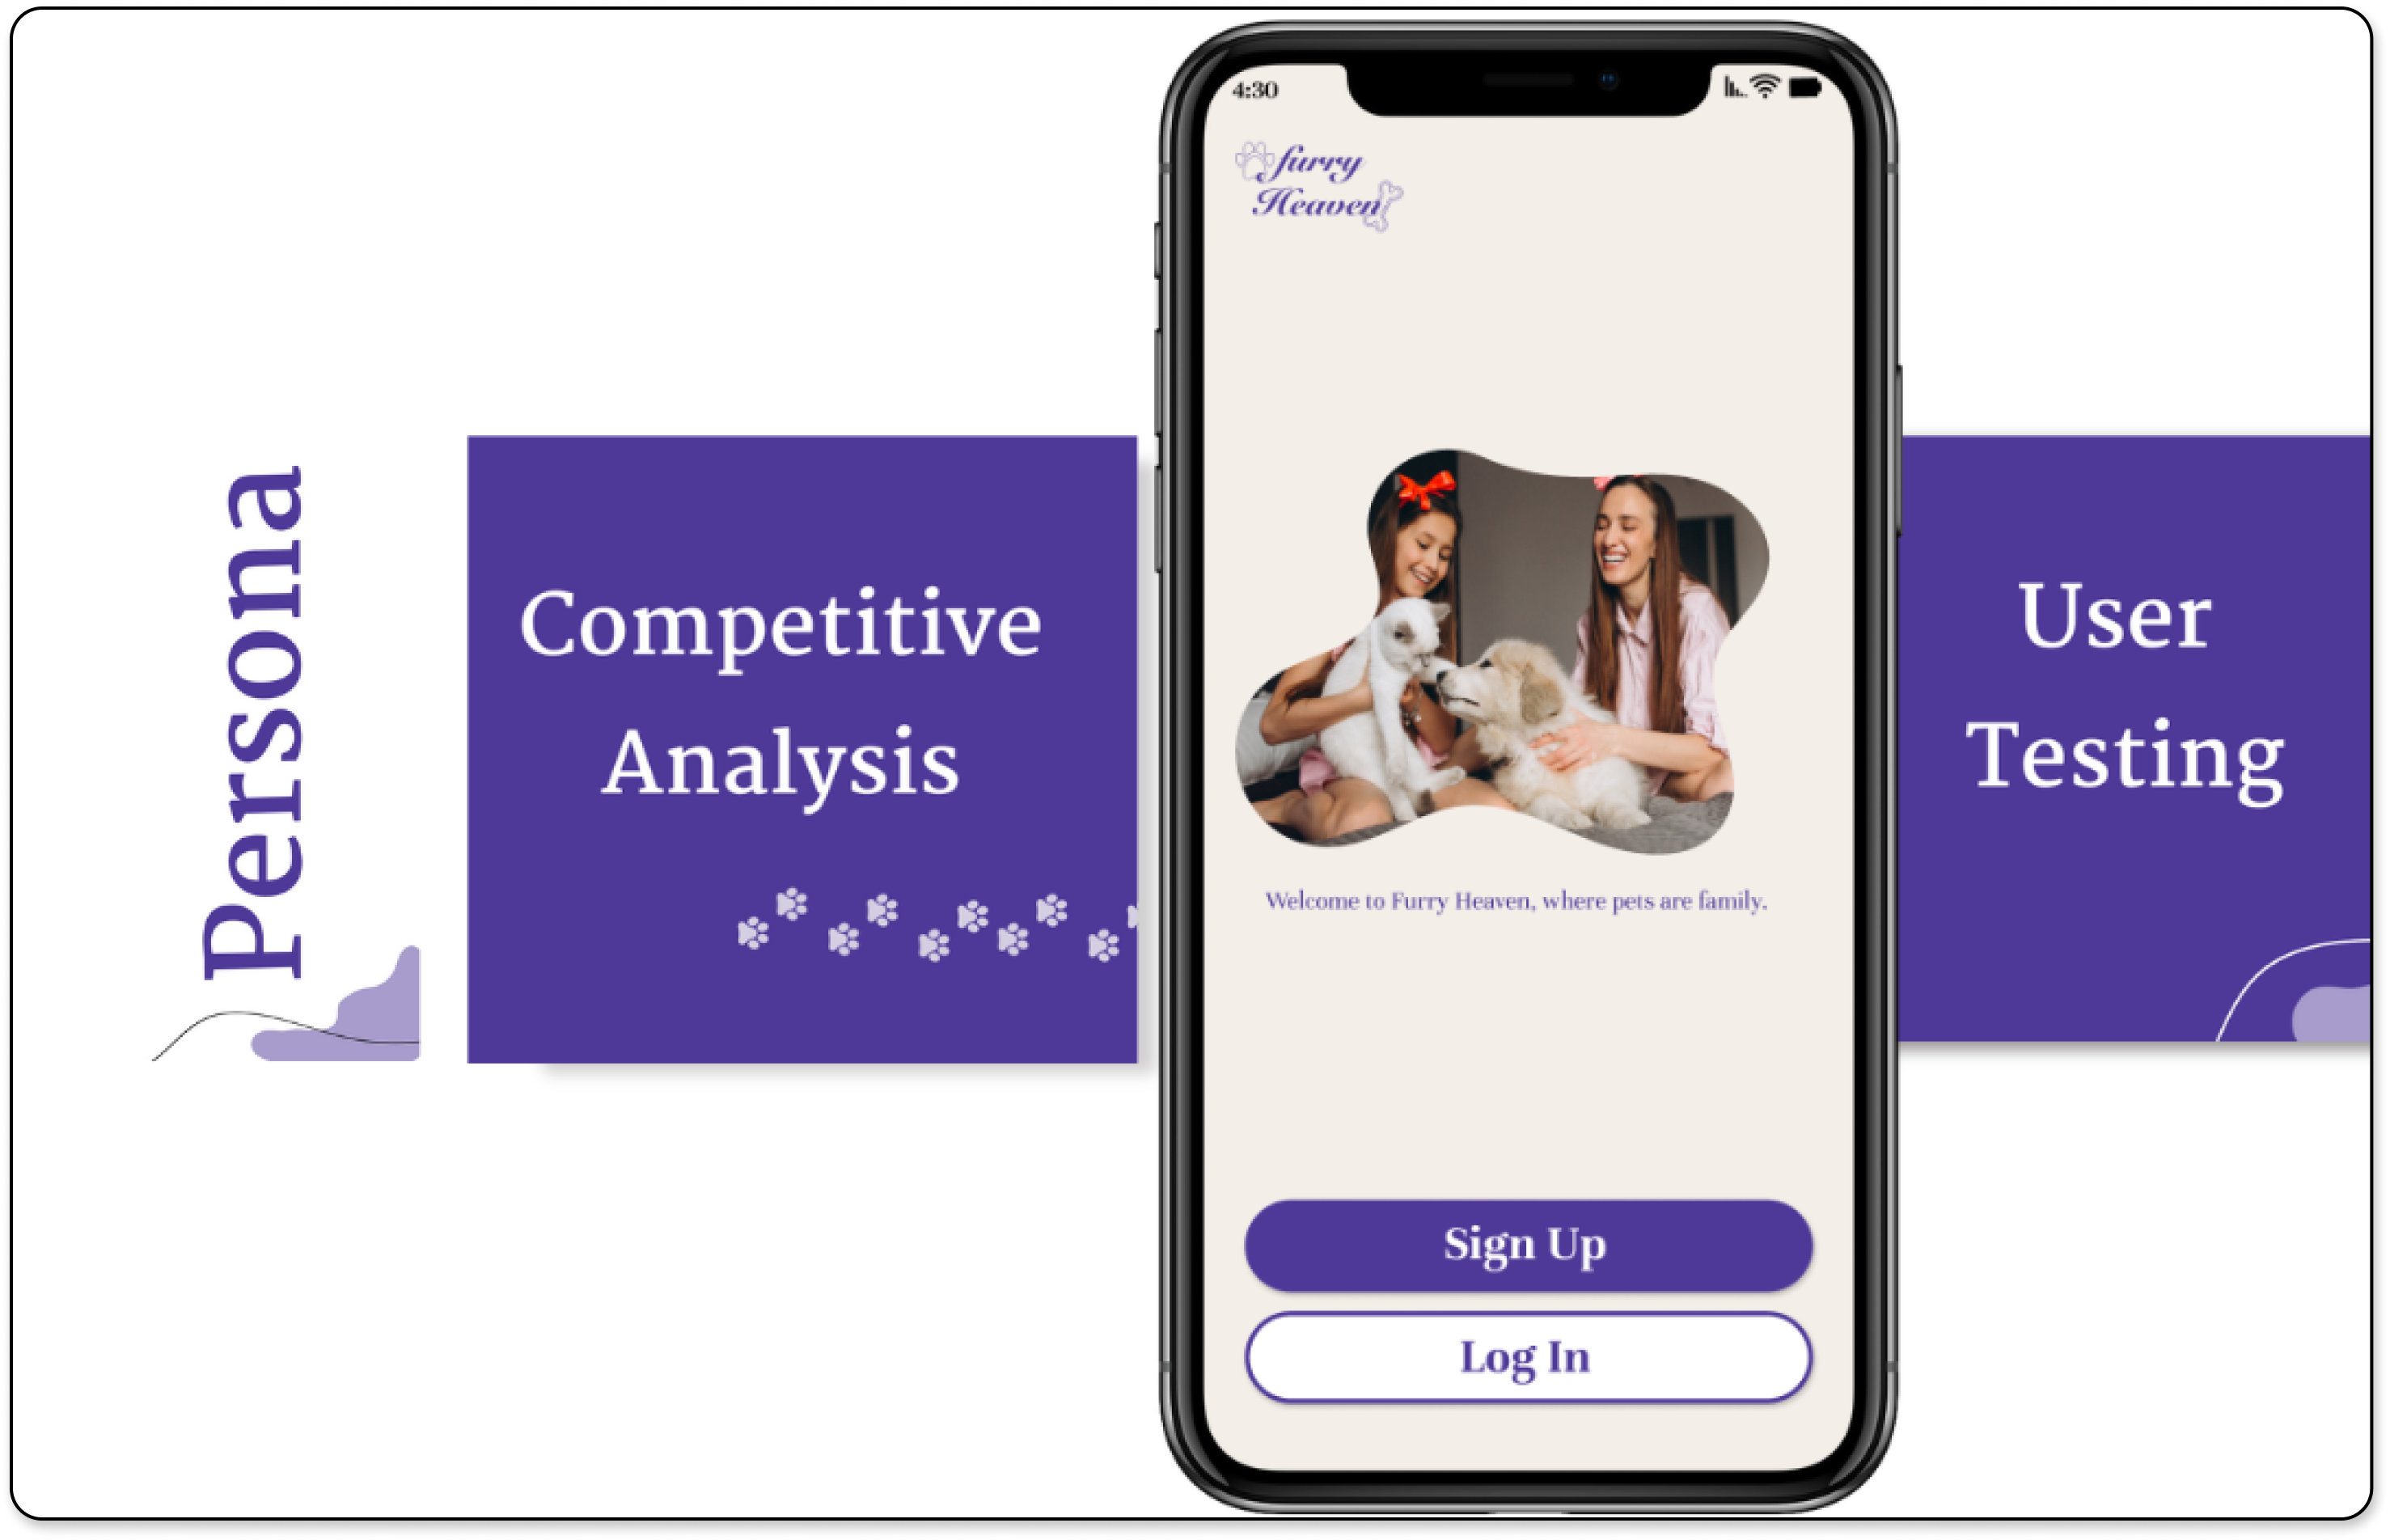 Persona
Competitive
Analysis
4:30
furry
Heaven
Welcome to Furry Heaven, where pets are family.
Sign Up
Log In
User
Testing